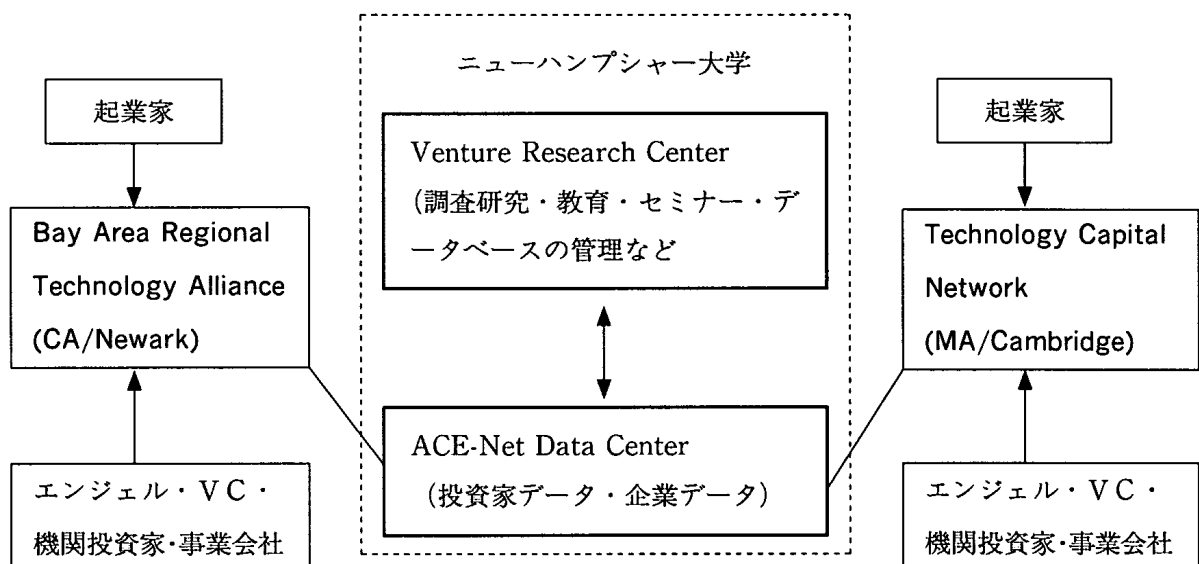 ニューハンプシャー大学
起業家
Bay Area Regional
Technology Alliance
(CA/Newark)
エンジェル・VC・
機関投資家・事業会社
Venture Research Center
(調査研究・教育・セミナー・デ
ータベースの管理など
ACE-Net Data Center
(投資家データ・企業データ)
起業家
Technology Capital
Network
(MA/Cambridge)
エンジェル・VC・
機関投資家・事業会社